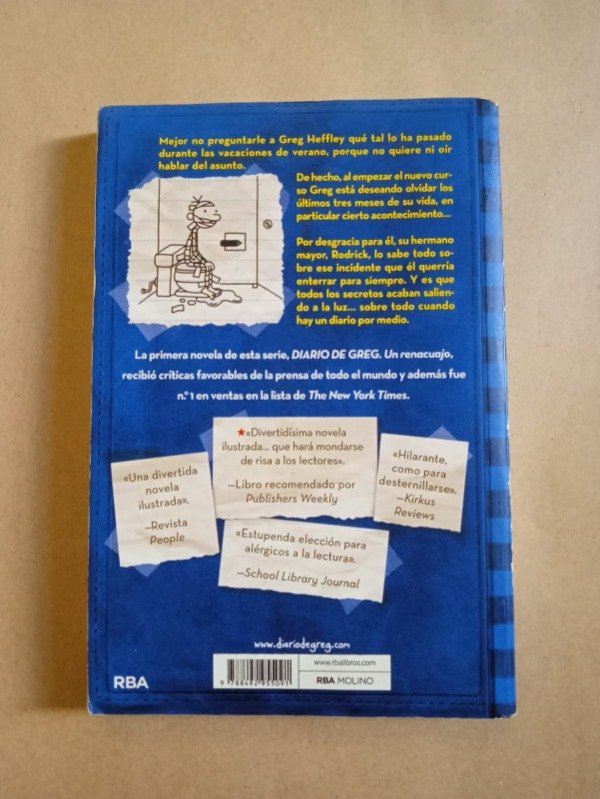 Mejor no preguntarle a Greg Heffley qué tal lo ha pasado
durante las vacaciones de verano, porque no quiere ni oír
hablar del asunto.
De hecho, al empezar el nuevo cur-
so Greg está deseando olvidar los
últimos tres meses de su vida, en
particular cierto acontecimiento...
Por desgracia para él, su hermano
mayor, Rodrick, lo sabe todo so-
bre ese incidente que él querría
enterrar para siempre. Y es que
todos los secretos acaban salien-
do a la luz... sobre todo cuando
hay un diario por medio.
La primera novela de esta serie, DIARIO DE GREG. Un renacuajo,
recibió críticas favorables de la prensa de todo el mundo y además fue
n.º 1 en ventas en la lista de The New York Times.
★«Divertidísima novela
ilustrada... que hará mondarse
de risa a los lectores».
—Libro recomendado por
Publishers Weekly
«Una divertida
novela
ilustrada».
—Revista
People
«Hilarante,
como para
desternillarse».
—Kirkus
Reviews
«Estupenda elección para
alérgicos a la lectura».
—School Library Journal
www.diariodegreg.com
www.rbalibros.com
RBA MOLINO
9 788492 955091
RBA